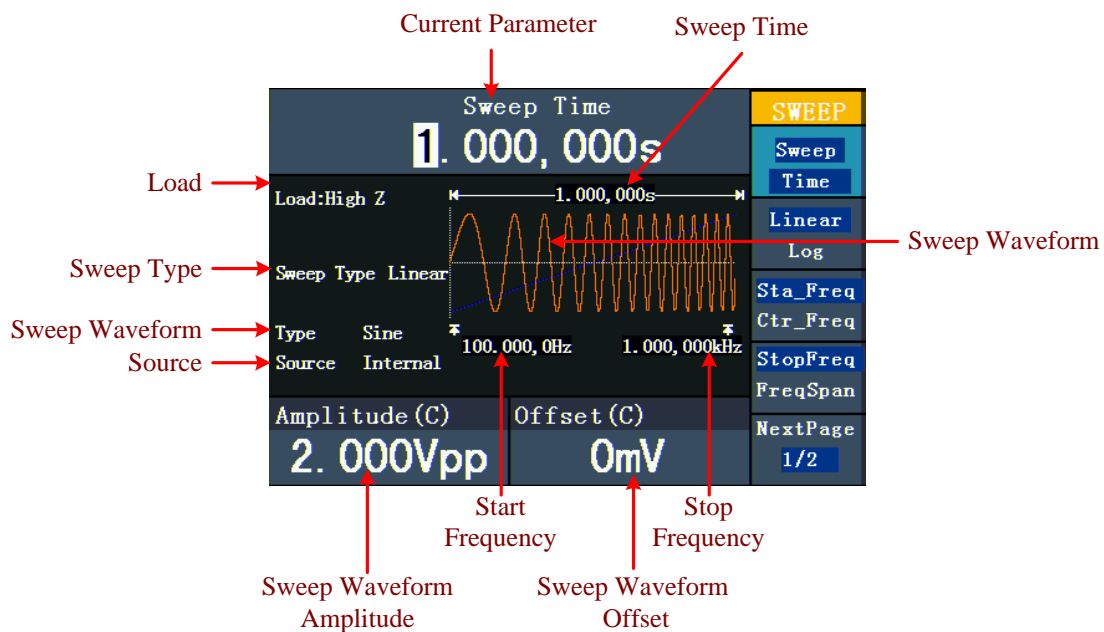 Current Parameter
Sweep Time
Sweep Time
1.000,000s
SWEEP
Sweep
Time
Linear
Log
Sta_Freq
Ctr_Freq
StopFreq
FreqSpan
NextPage
1/2
Load
Load:High Z
1.000,000s
Sweep Waveform
Sweep Type
Sweep Type Linear
Sweep Waveform
Type Sine
100.000,0Hz
1.000,000kHz
Source
Source Internal
Amplitude(C)
Offset(C)
2.000Vpp
0mV
Start
Frequency
Stop
Frequency
Sweep Waveform
Amplitude
Sweep Waveform
Offset